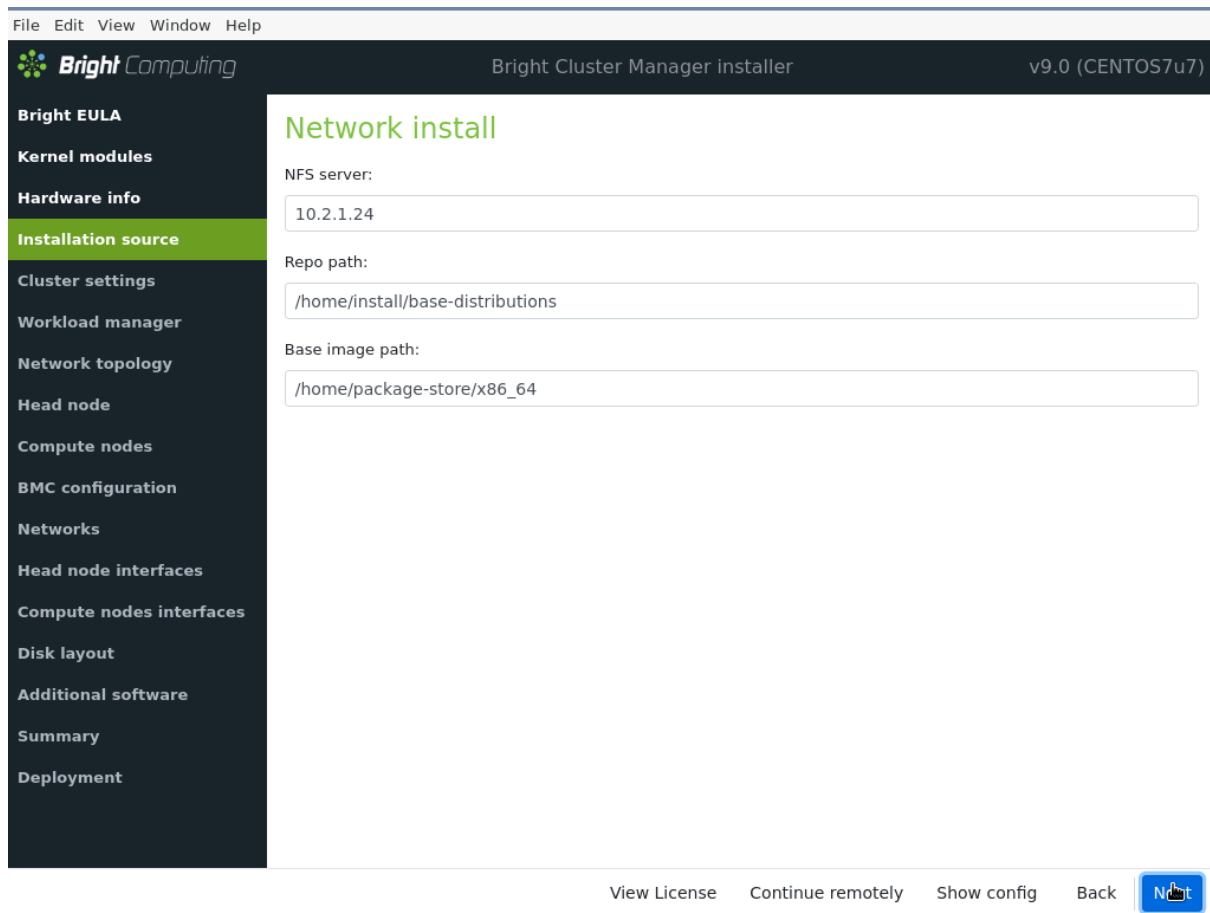 File Edit View Window Help
Bright Computing
Bright Cluster Manager installer
v9.0 (CENTOS7u7)
Bright EULA
Kernel modules
Hardware info
Installation source
Cluster settings
Workload manager
Network topology
Head node
Compute nodes
BMC configuration
Networks
Head node interfaces
Compute nodes interfaces
Disk layout
Additional software
Summary
Deployment
Network install
NFS server:
10.2.1.24
Repo path:
/home/install/base-distributions
Base image path:
/home/package-store/x86_64
View License Continue remotely Show config Back Next